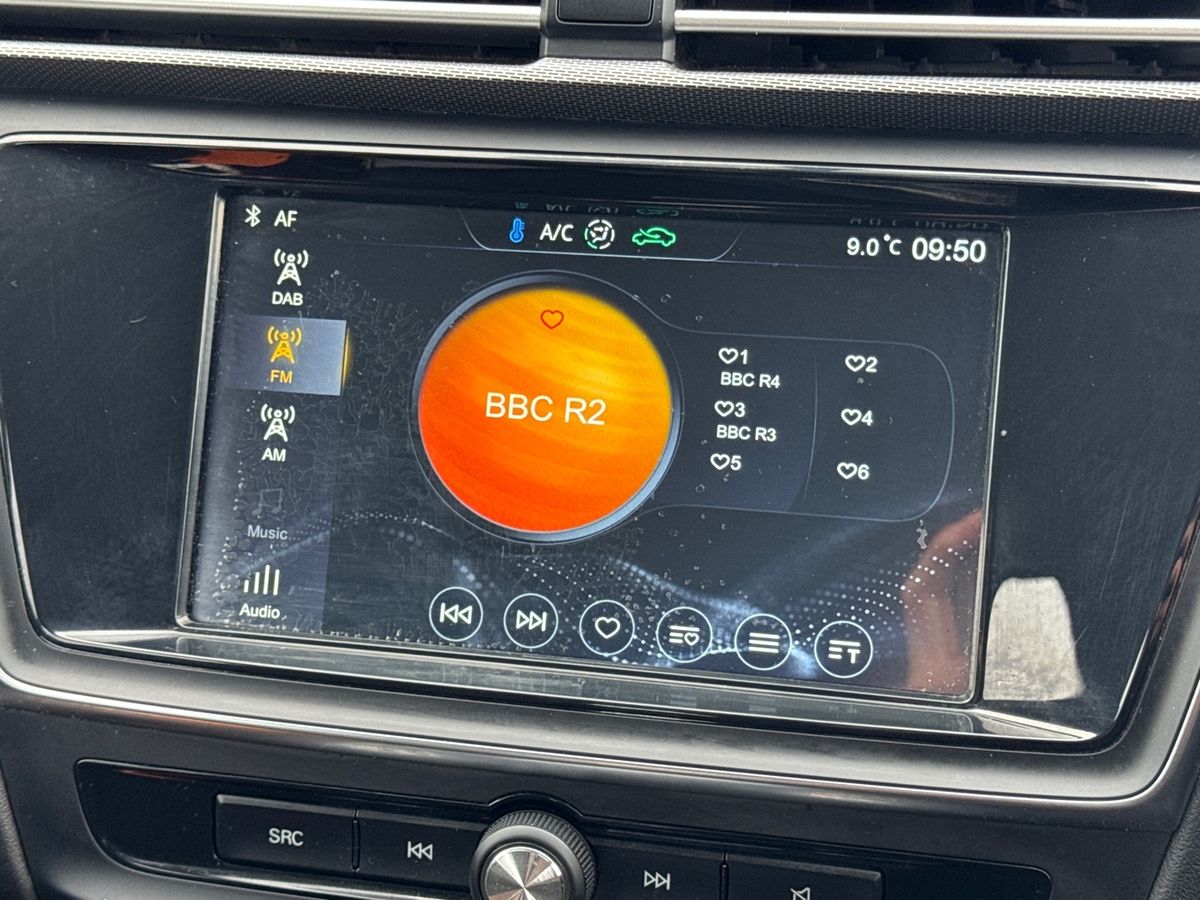 AF
A/C
9.0°C 09:50
DAB
FM
AM
Music
Audio
BBC R2
1
BBC R4
2
3
BBC R3
4
5
6
T
SRC